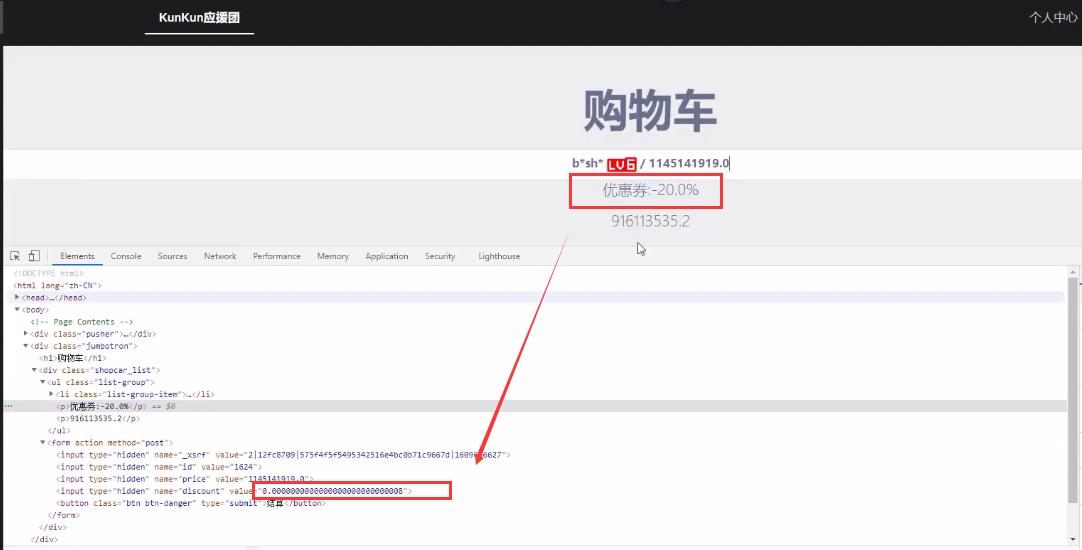 KunKun应援团
个人中心
购物车
b*sh* LV6 / 1145141919.0
优惠券:-20.0%
916113535.2
Elements Console Sources Network Performance Memory Application Security Lighthouse
<!DOCTYPE html>
<html lang="zh-CN">
<head>…</head>
<body>
<!-- Page Contents -->
<div class="pusher">…</div>
<div class="jumbotron">
<h1>购物车</h1>
<div class="shopcar_list">
<ul class="list-group">
<li class="list-group-item">…</li>
<p>优惠券:-20.0%</p> == $0
<p>916113535.2</p>
</ul>
<form action method="post">
<input type="hidden" name="_xsrf" value="2|12fc8709|575f4f5f5495342516e4bc0b71c9667d|1609 6627">
<input type="hidden" name="id" value="1624">
<input type="hidden" name="price" value="1145141919.0">
<input type="hidden" name="discount" value=
<button class="btn btn-danger" type="submit">结算</button>
</form>
</div>
</div>